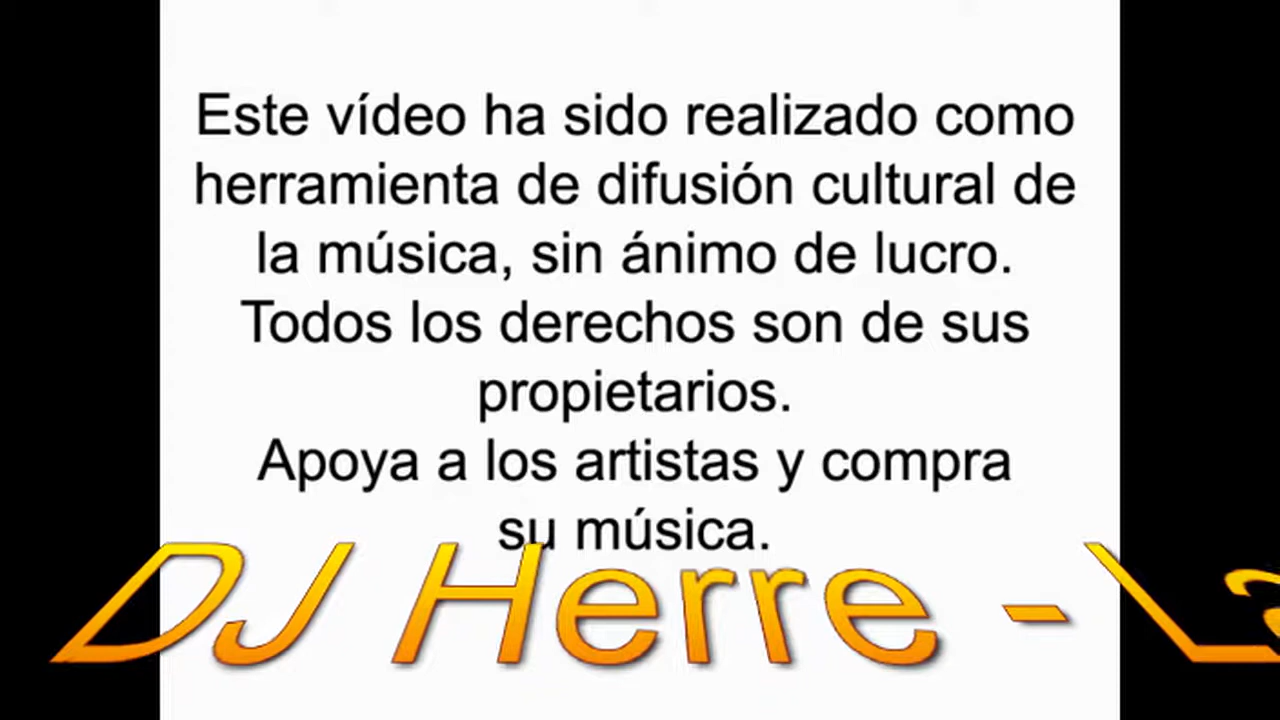 Este vídeo ha sido realizado como
herramienta de difusión cultural de
la música, sin ánimo de lucro.
Todos los derechos son de sus
propietarios.
Apoya a los artistas y compra
su música.
DJ Herre -